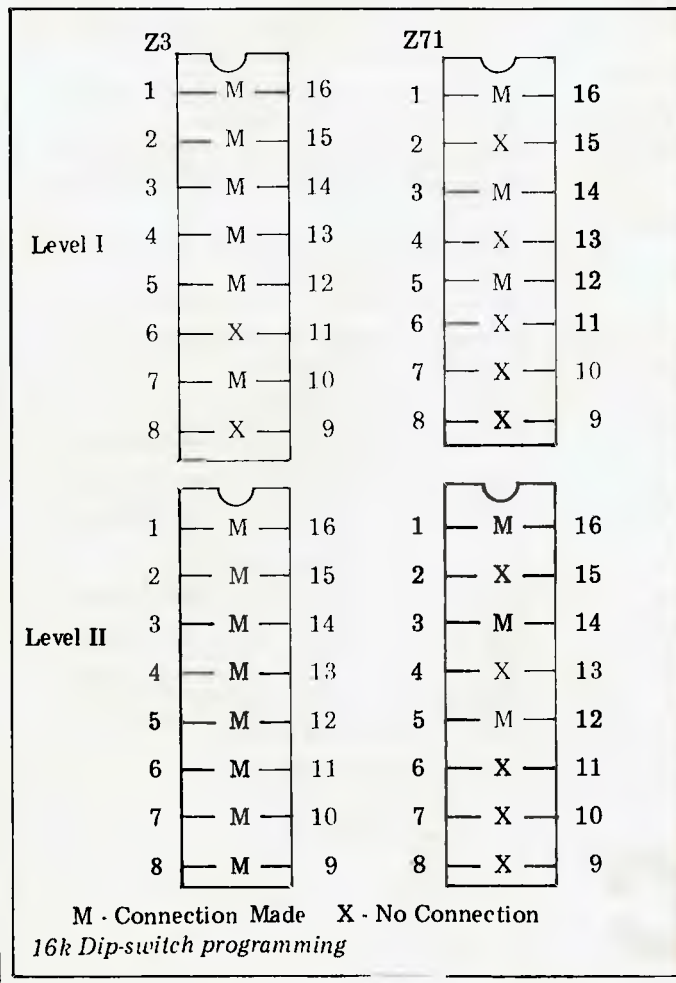 Z3 Z71
1 M 16 1 M 16
2 M 15 2 X 15
3 M 14 3 M 14
Level I 4 M 13 4 X 13
5 M 12 5 M 12
6 X 11 6 X 11
7 M 10 7 X 10
8 X 9 8 X 9
1 M 16 1 M 16
2 M 15 2 X 15
Level II 3 M 14 3 M 14
4 M 13 4 X 13
5 M 12 5 M 12
6 M 11 6 X 11
7 M 10 7 X 10
8 M 9 8 X 9
M - Connection Made X - No Connection
16k Dip-switch programming